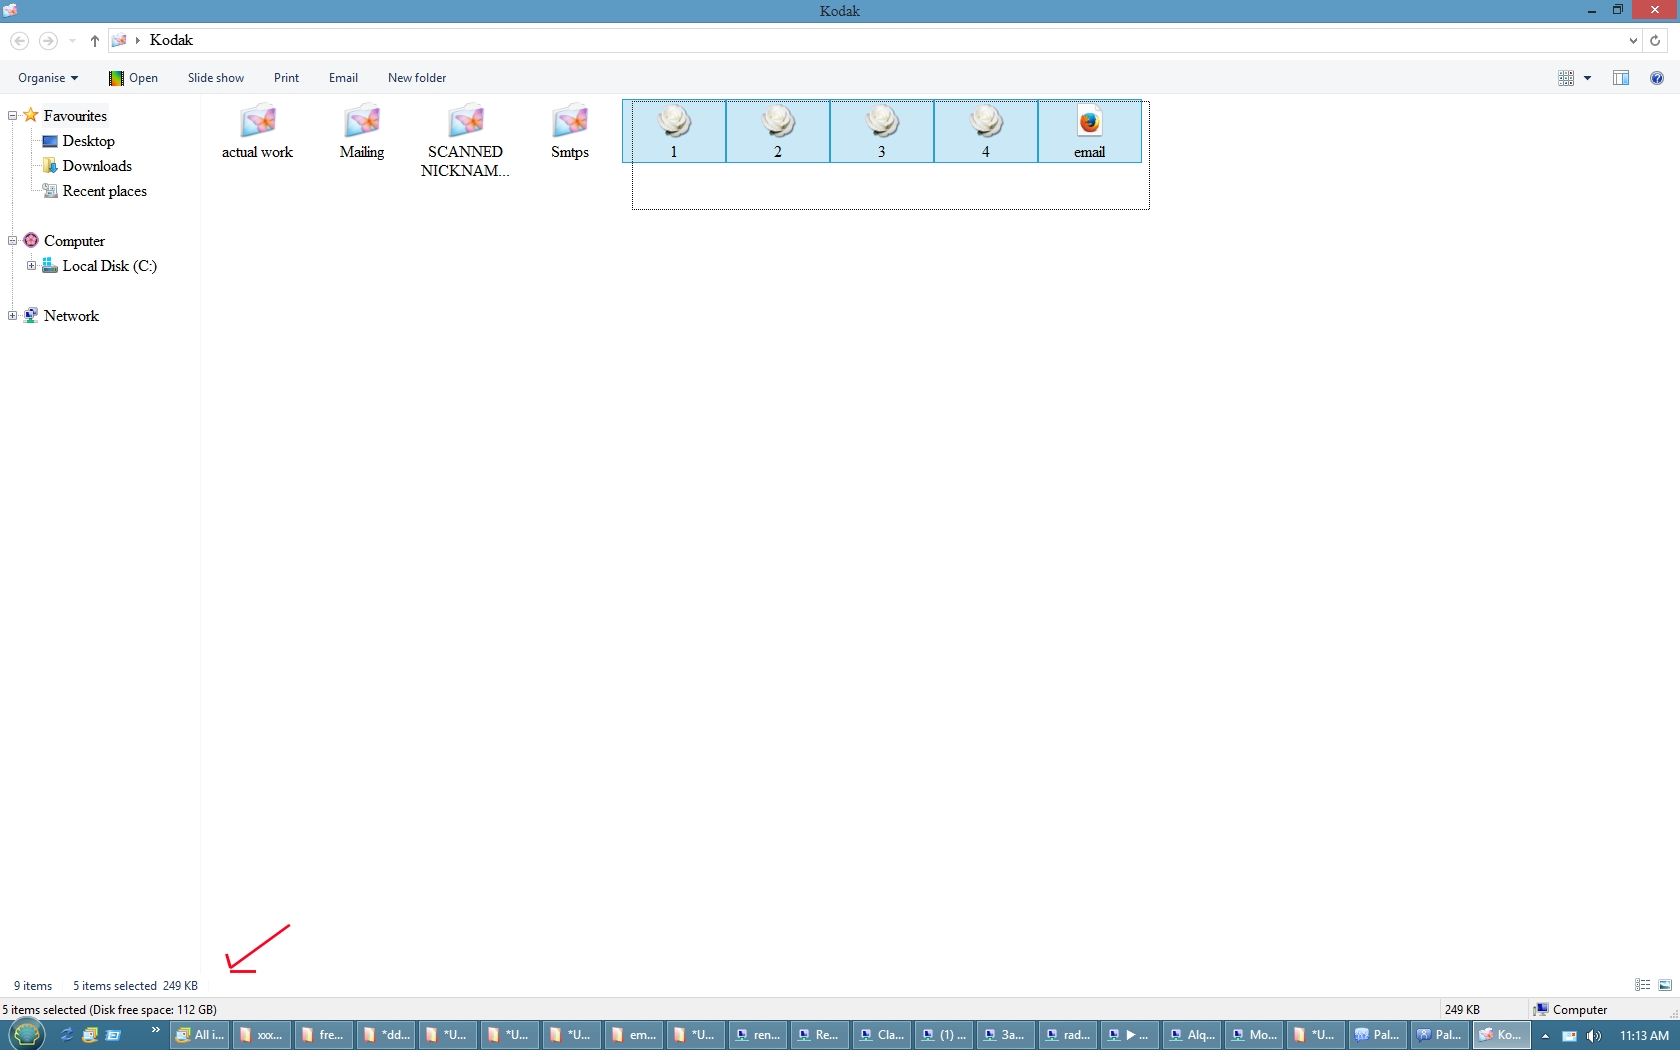 Kodak
Kodak
Organise Open Slide show Print Email New folder
Favourites
Desktop
Downloads
Recent places
Computer
Local Disk (C:)
Network
actual work Mailing SCANNED NICKNAM... Smtps 1 2 3 4 email
9 items 5 items selected 249 KB
5 items selected (Disk free space: 112 GB) 249 KB Computer
» All i... xxx... fre... *dd... *U... *U... *U... em... *U... ren... Re... Cla... (1) ... 3a... rad... ▶ ... Alq... Mo... *U... Pal... Pal... Ko... 11:13 AM